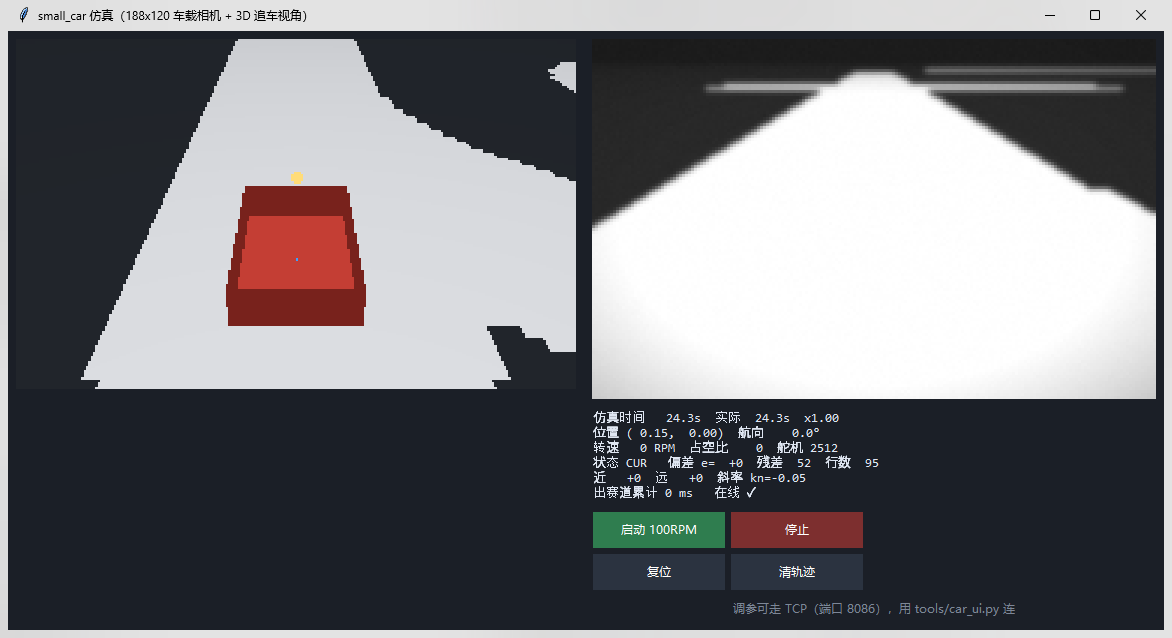 small_car 仿真（188x120 车载相机 + 3D 追车视角）
仿真时间 24.3s 实际 24.3s x1.00
位置 ( 0.15, 0.00) 航向 0.0°
转速 0 RPM 占空比 0 舵机 2512
状态 CUR 偏差 e= +0 残差 52 行数 95
近 +0 远 +0 斜率 kn=-0.05
出赛道累计 0 ms 在线 ✓
启动 100RPM 停止
复位 清轨迹
调参可走 TCP（端口 8086），用 tools/car_ui.py 连